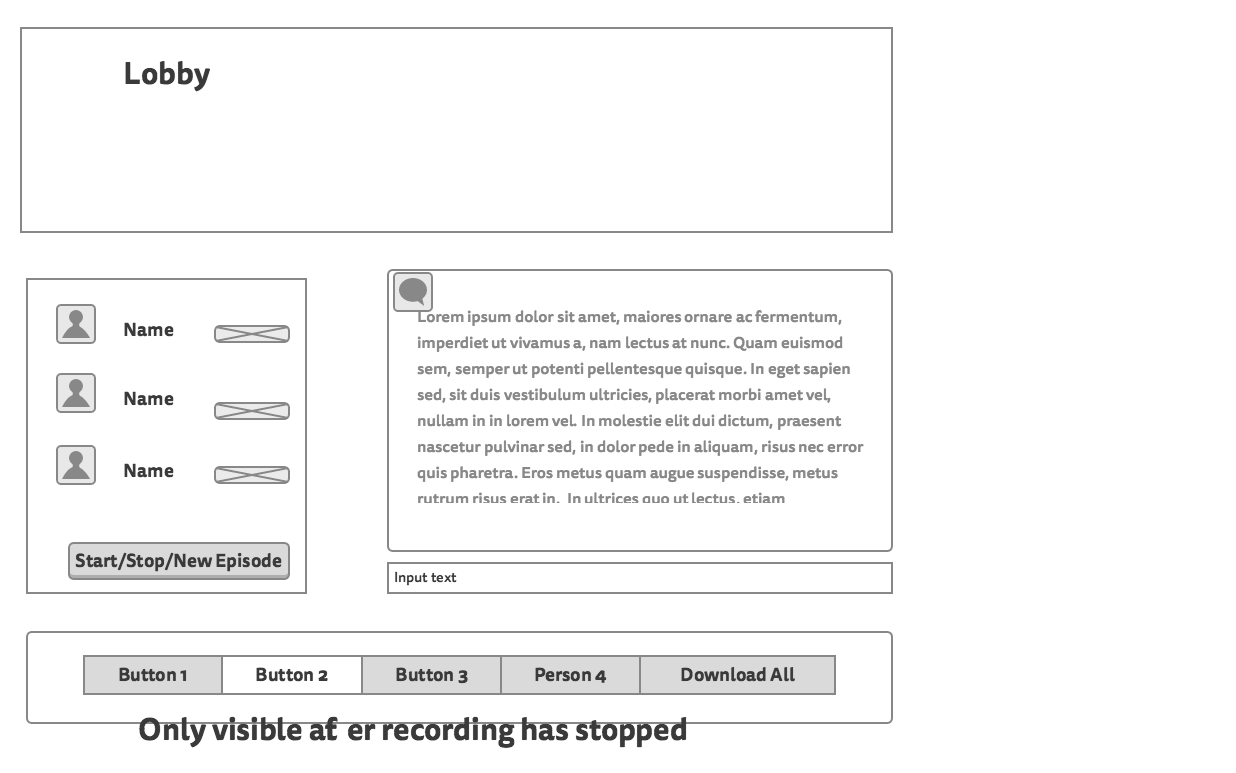 Lobby
Name
Name
Name
Start/Stop/New Episode
Lorem ipsum dolor sit amet, maiores ornare ac fermentum,
imperdiet ut vivamus a, nam lectus at nunc. Quam euismod
sem, semper ut potenti pellentesque quisque. In eget sapien
sed, sit duis vestibulum ultricies, placerat morbi amet vel,
nullam in in lorem vel. In molestie elit dui dictum, praesent
nascetur pulvinar sed, in dolor pede in aliquam, risus nec error
quis pharetra. Eros metus quam augue suspendisse, metus
rutrum risus erat in.  In ultrices quo ut lectus, etiam
Input text
Button 1 Button 2 Button 3 Person 4 Download All
Only visible after recording has stopped